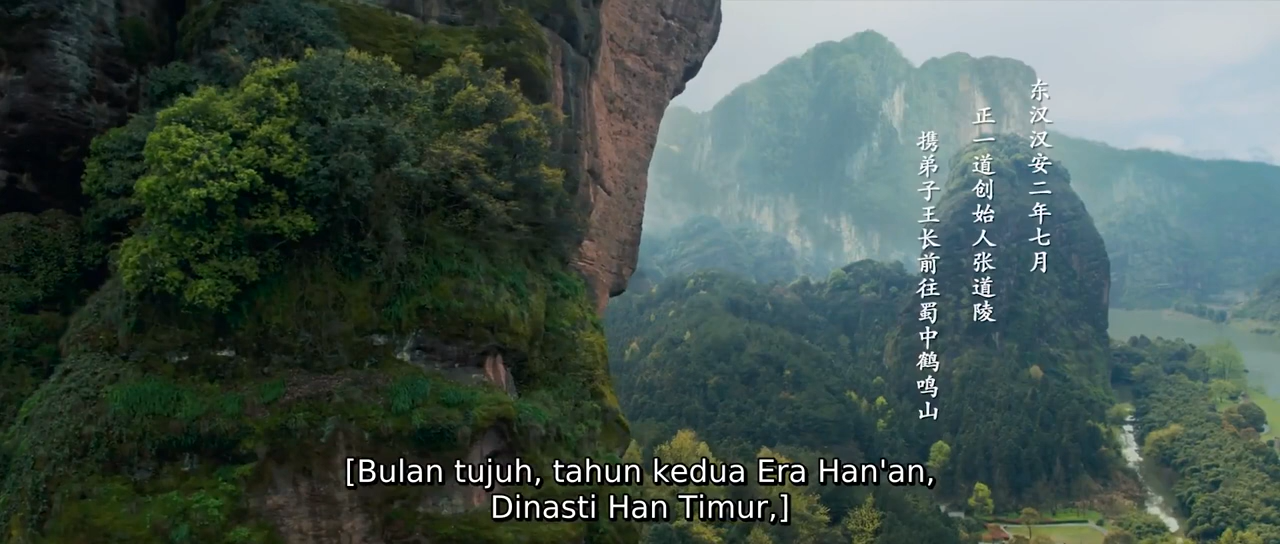 东汉汉安二年七月
正一道创始人张道陵
携弟子王长前往蜀中鹤鸣山
[Bulan tujuh, tahun kedua Era Han'an,
Dinasti Han Timur,]